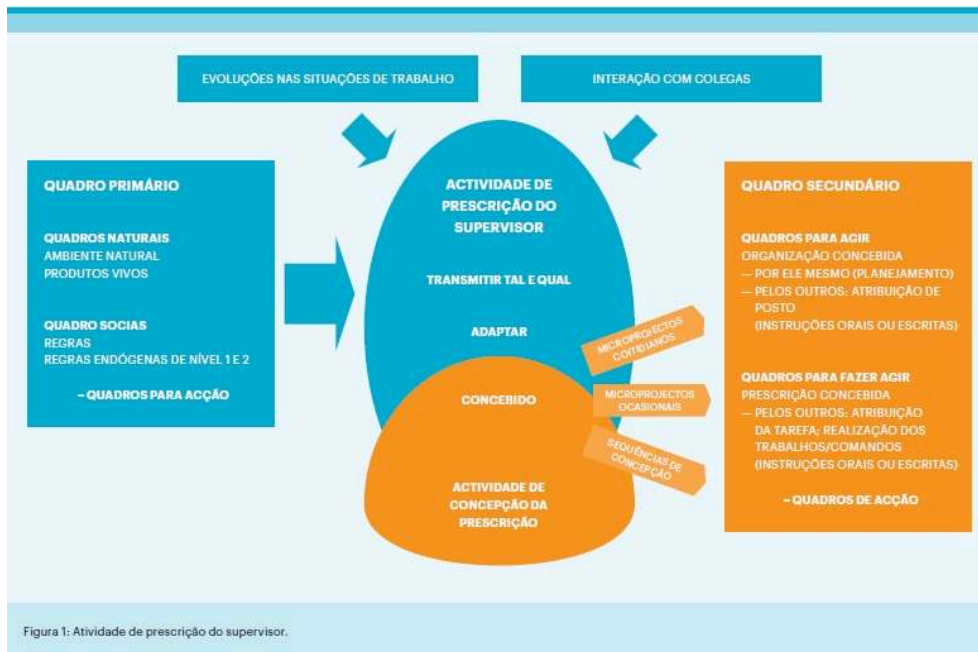 EVOLUÇÕES NAS SITUAÇÕES DE TRABALHO
INTERAÇÃO COM COLEGAS
QUADRO PRIMÁRIO
QUADROS NATURAIS
AMBIENTE NATURAL
PRODUTOS VIVOS
QUADRO SOCIAS
REGRAS
REGRAS ENDÓGENAS DE NÍVEL 1 E 2
– QUADROS PARA ACÇÃO
ACTIVIDADE DE
PRESCRIÇÃO DO
SUPERVISOR
TRANSMITIR TAL E QUAL
ADAPTAR
CONCEBIDO
ACTIVIDADE DE
CONCEPÇÃO DA
PRESCRIÇÃO
MICROPROJECTOS
COITIDIANOS
MICROPROJECTOS
OCASIONAIS
SEQUÊNCIAS DE
CONCEPÇÃO
QUADRO SECUNDÁRIO
QUADROS PARA AGIR
ORGANIZAÇÃO CONCEBIDA
— POR ELE MESMO (PLANEJAMENTO)
— PELOS OUTROS: ATRIBUIÇÃO DE
POSTO
(INSTRUÇÕES ORAIS OU ESCRITAS)
QUADROS PARA FAZER AGIR
PRESCRIÇÃO CONCEBIDA
— PELOS OUTROS: ATRIBUIÇÃO
DA TAREFA; REALIZAÇÃO DOS
TRABALHOS/COMANDOS
(INSTRUÇÕES ORAIS OU ESCRITAS)
– QUADROS DE ACÇÃO
Figura 1: Atividade de prescrição do supervisor.